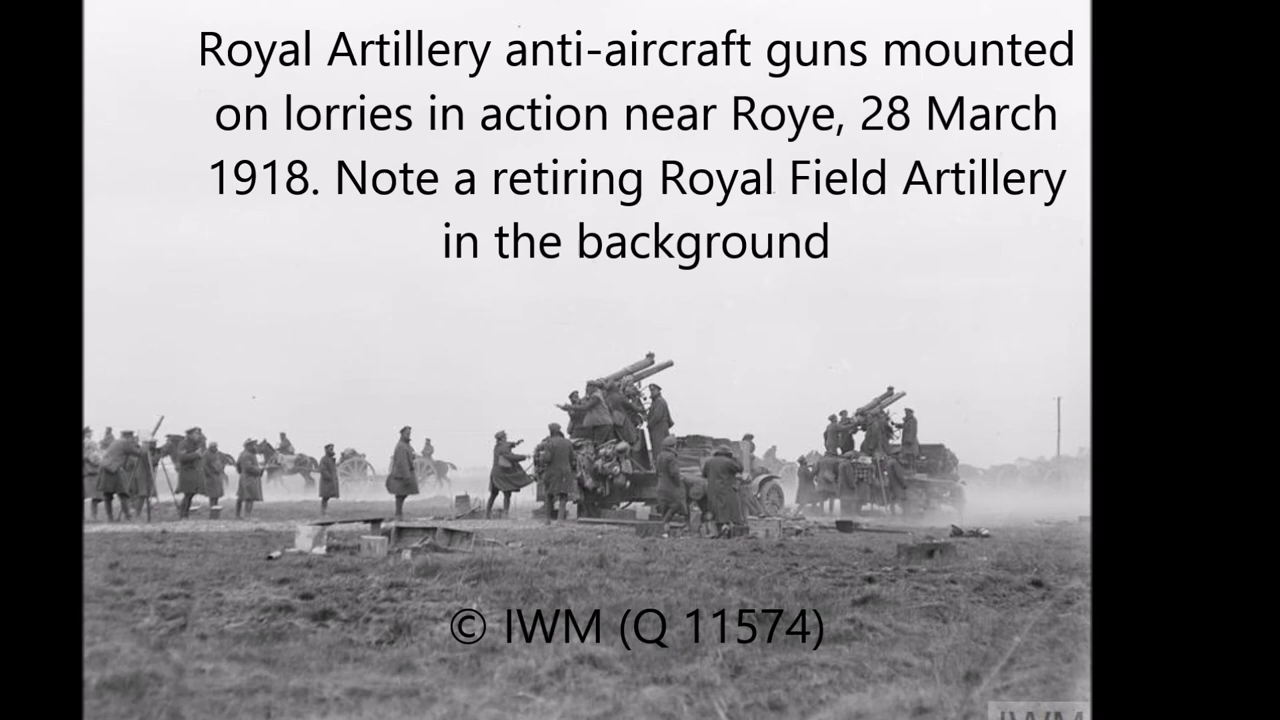 Royal Artillery anti-aircraft guns mounted
on lorries in action near Roye, 28 March
1918. Note a retiring Royal Field Artillery
in the background
© IWM (Q 11574)
IWM